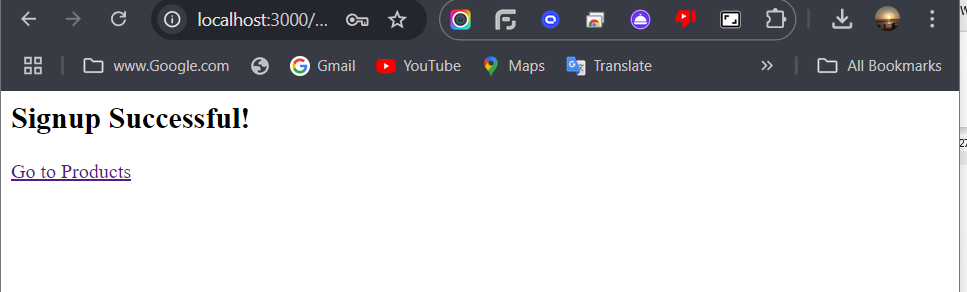 localhost:3000/...
www.Google.com Gmail YouTube Maps Translate » All Bookmarks
Signup Successful!
Go to Products